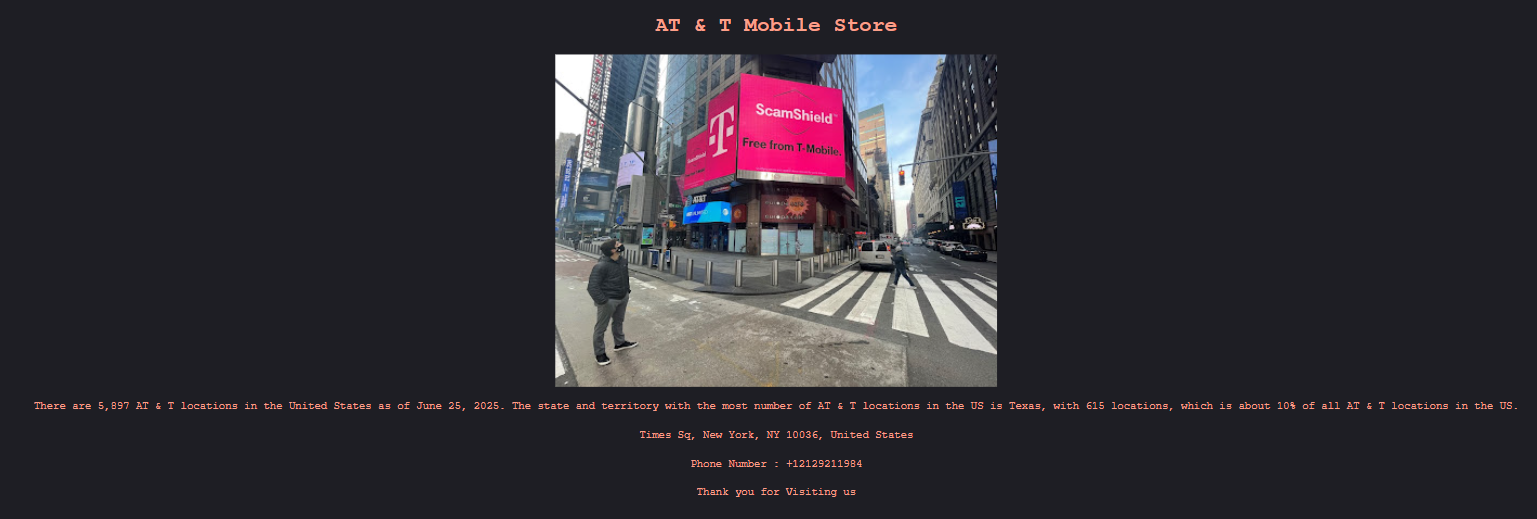 AT & T Mobile Store
ScamShield
T
ScamShield
Free from T-Mobile.
AT&T
There are 5,897 AT & T locations in the United States as of June 25, 2025. The state and territory with the most number of AT & T locations in the US is Texas, with 615 locations, which is about 10% of all AT & T locations in the US.
Times Sq, New York, NY 10036, United States
Phone Number : +12129211984
Thank you for Visiting us